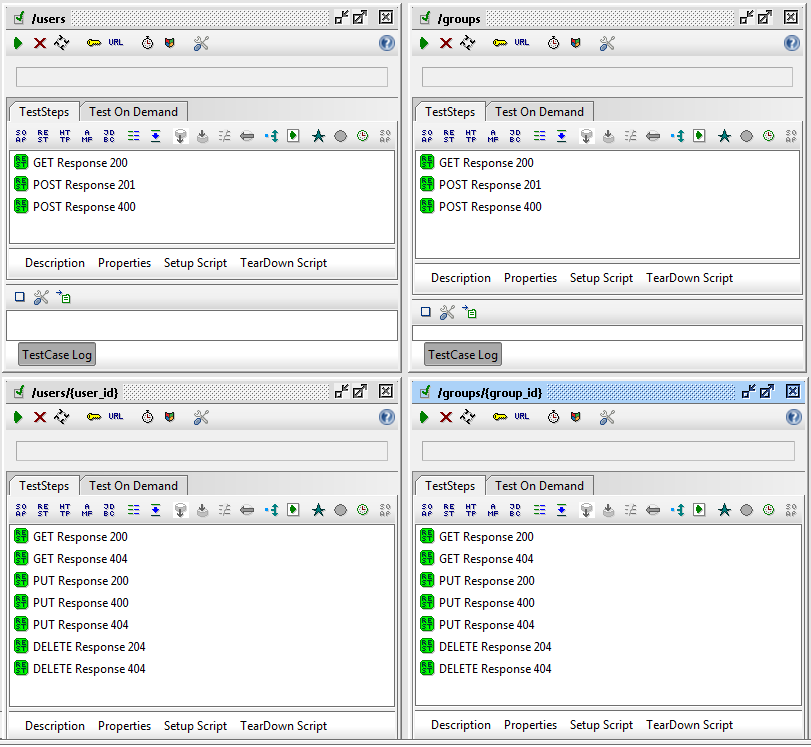 /users
URL
TestSteps Test On Demand
SO AP RE ST HT TP A MF JD BC SO AP
GET Response 200
POST Response 201
POST Response 400
Description Properties Setup Script TearDown Script
TestCase Log
/groups
URL
TestSteps Test On Demand
SO AP RE ST HT TP A MF JD BC SO AP
GET Response 200
POST Response 201
POST Response 400
Description Properties Setup Script TearDown Script
TestCase Log
/users/{user_id}
URL
TestSteps Test On Demand
SO AP RE ST HT TP A MF JD BC SO AP
GET Response 200
GET Response 404
PUT Response 200
PUT Response 400
PUT Response 404
DELETE Response 204
DELETE Response 404
Description Properties Setup Script TearDown Script
/groups/{group_id}
URL
TestSteps Test On Demand
SO AP RE ST HT TP A MF JD BC SO AP
GET Response 200
GET Response 404
PUT Response 200
PUT Response 400
PUT Response 404
DELETE Response 204
DELETE Response 404
Description Properties Setup Script TearDown Script